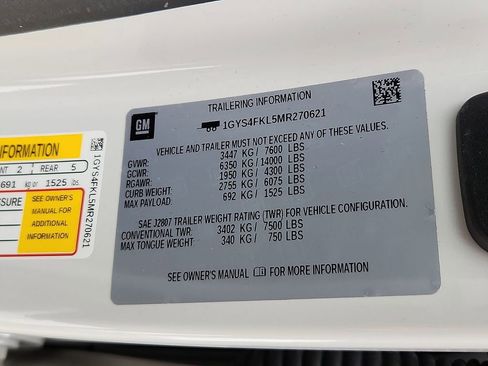 TRAILERING INFORMATION
GM
1GYS4FKL5MR270621
VEHICLE AND TRAILER MUST NOT EXCEED ANY OF THESE VALUES.
GVWR: 3447 KG/ 7600 LBS
GCWR: 6350 KG/ 14000 LBS
RGAWR: 1950 KG/ 4300 LBS
CURB WEIGHT: 2755 KG/ 6075 LBS
MAX PAYLOAD: 692 KG/ 1525 LBS
SAE J2807 TRAILER WEIGHT RATING (TWR) FOR VEHICLE CONFIGURATION.
CONVENTIONAL TWR: 3402 KG/ 7500 LBS
MAX TONGUE WEIGHT: 340 KG/ 750 LBS
SEE OWNER'S MANUAL FOR MORE INFORMATION
INFORMATION
2 REAR 5
691 kg or 1525 lbs
SEE OWNER'S
MANUAL FOR
ADDITIONAL
INFORMATION
1GYS4FKL5MR270621